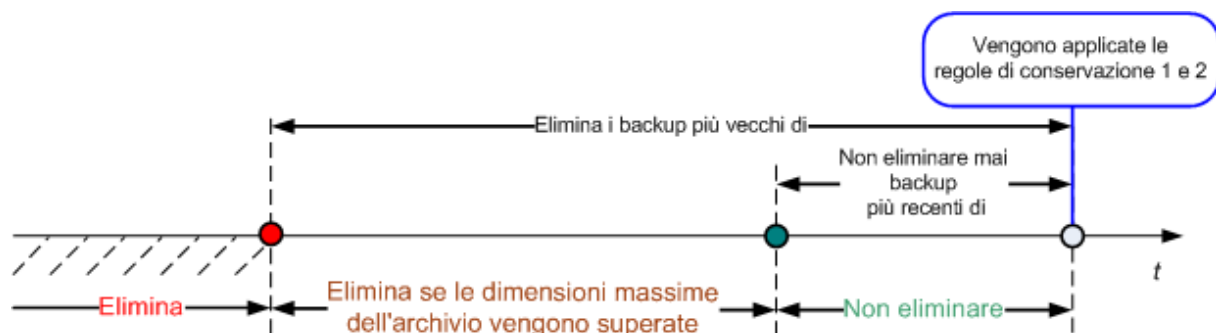 Vengono applicate le
regole di conservazione 1 e 2
Elimina i backup più vecchi di
Non eliminare mai
backup
più recenti di
t
Elimina
Elimina se le dimensioni massime
dell'archivio vengono superate
Non eliminare